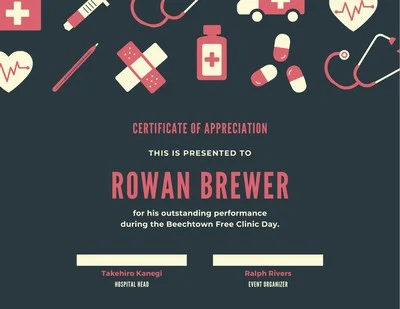 CERTIFICATE OF APPRECIATION
THIS IS PRESENTED TO
ROWAN BREWER
for his outstanding performance
during the Beechtown Free Clinic Day.
Takehiro Kanegi
HOSPITAL HEAD
Ralph Rivers
EVENT ORGANIZER